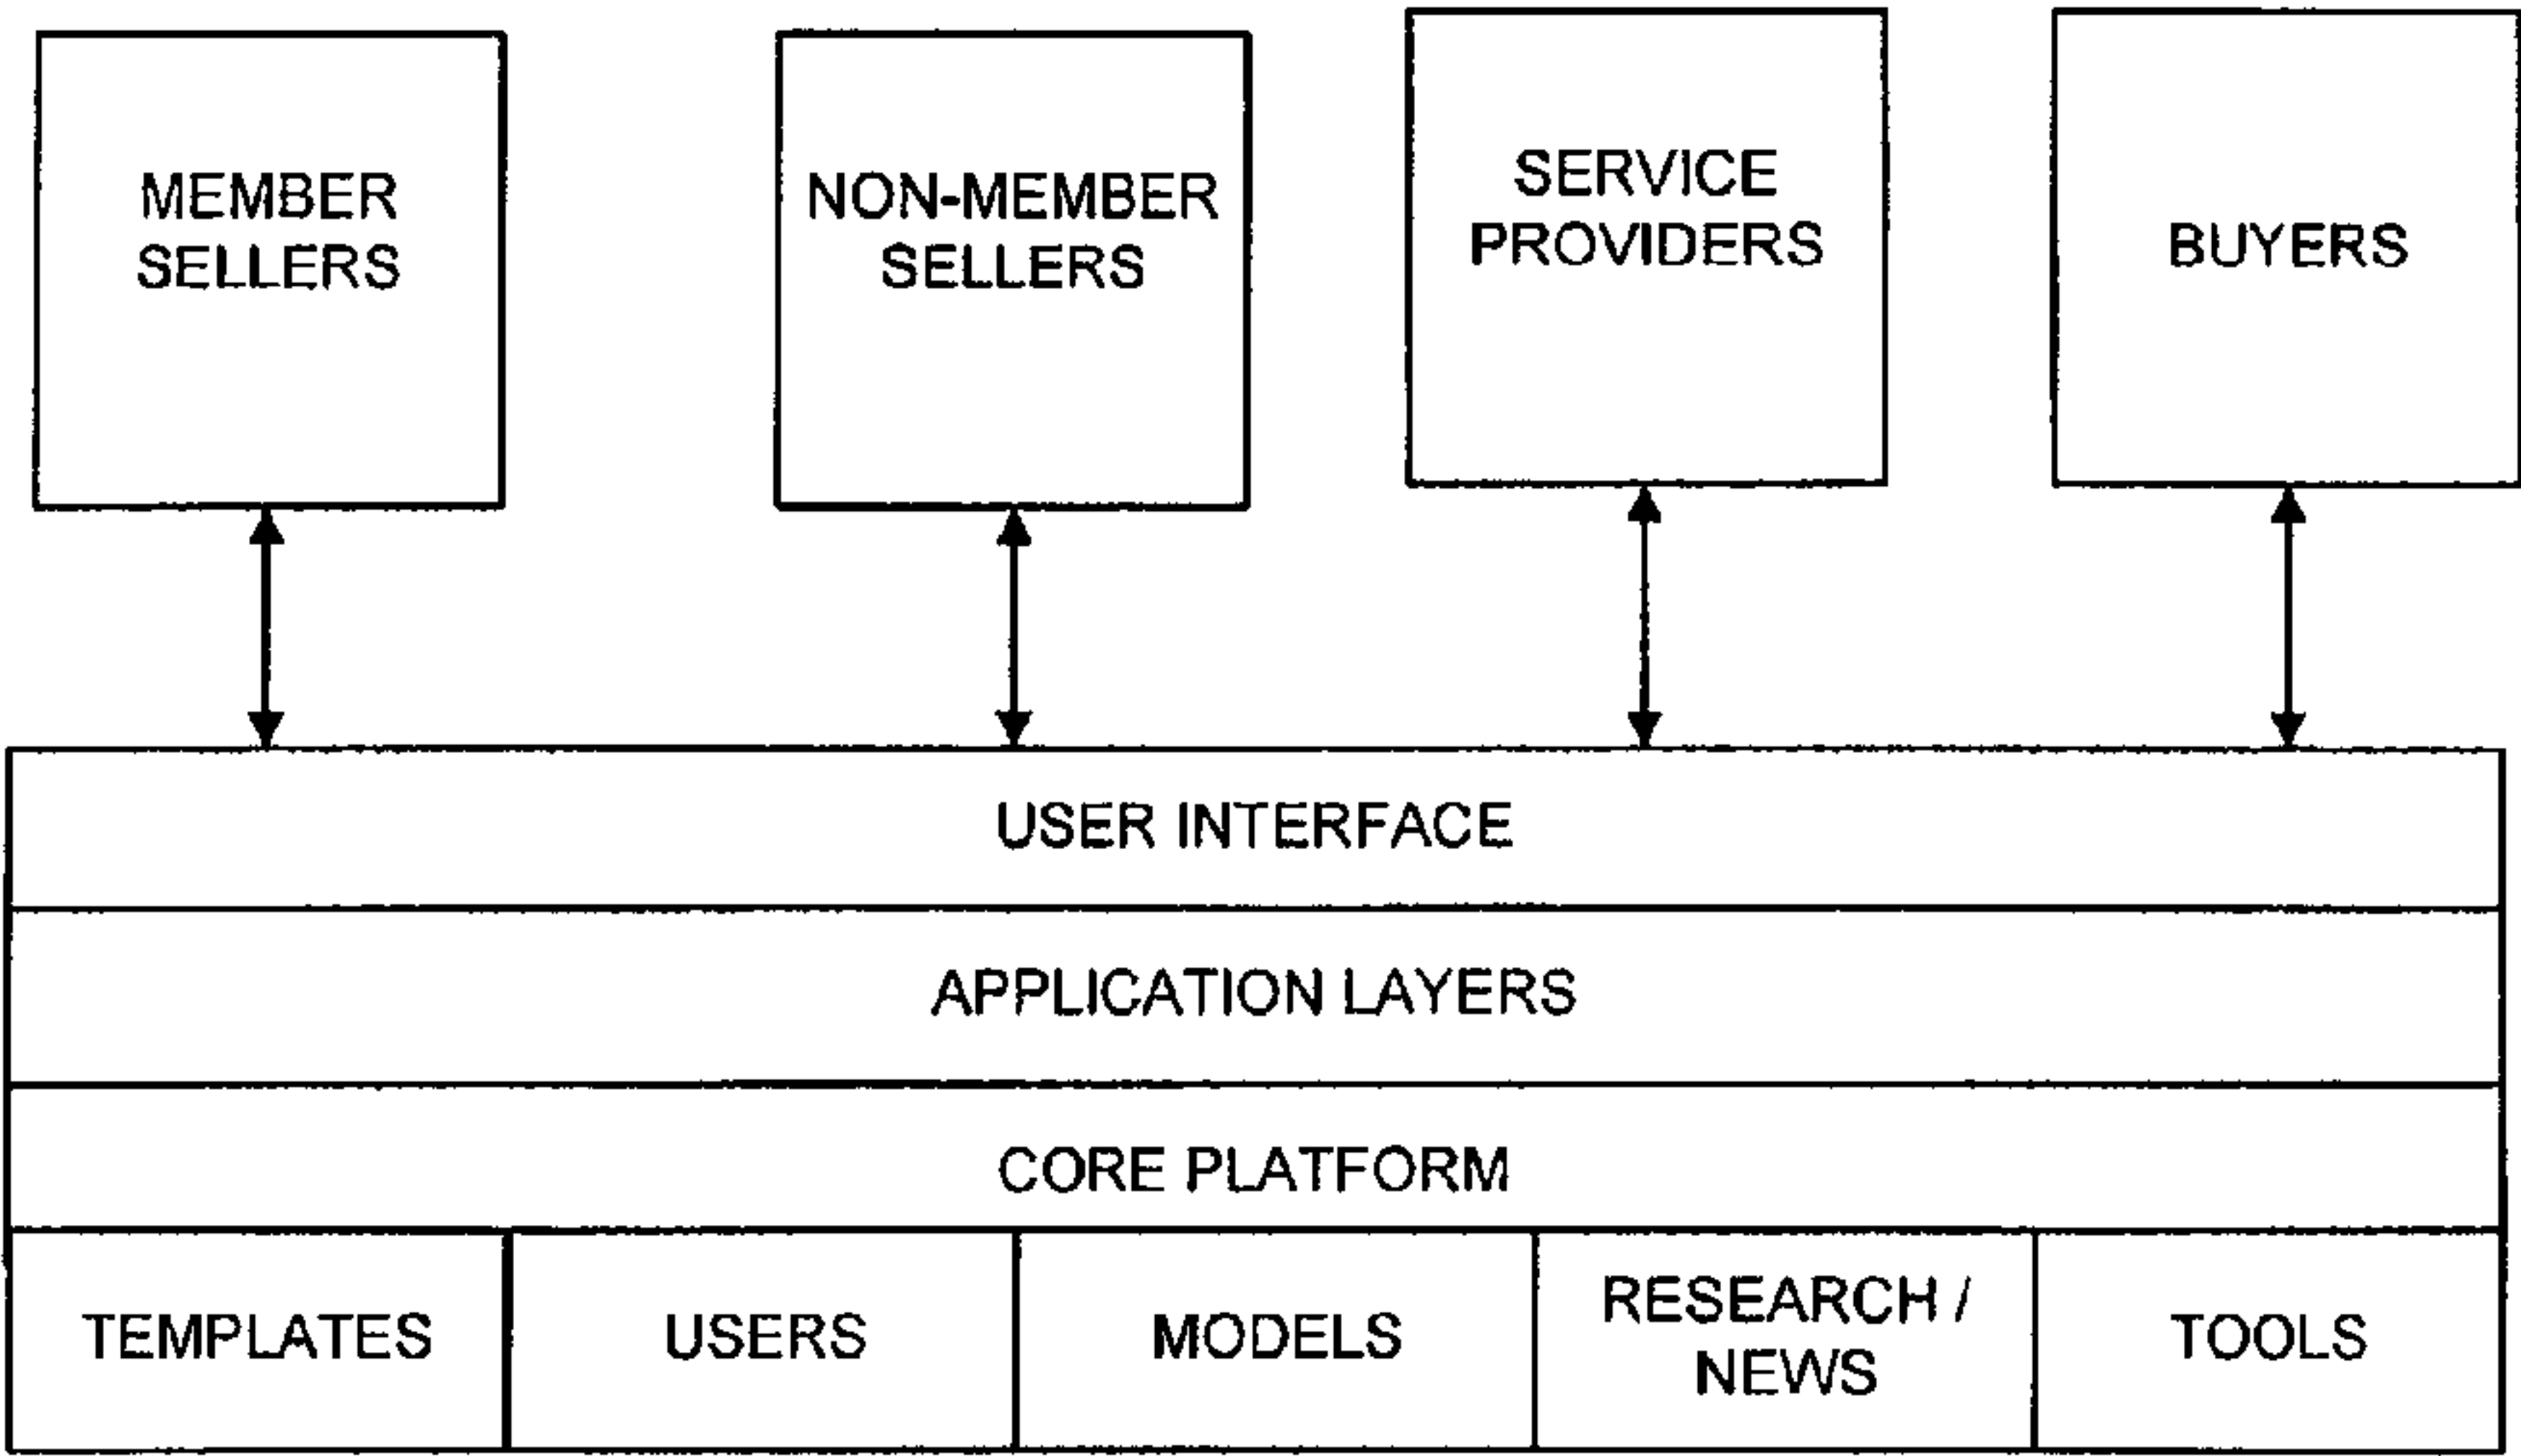 MEMBER
SELLERS
NON-MEMBER
SELLERS
SERVICE
PROVIDERS
BUYERS
USER INTERFACE
APPLICATION LAYERS
CORE PLATFORM
TEMPLATES
USERS
MODELS
RESEARCH /
NEWS
TOOLS